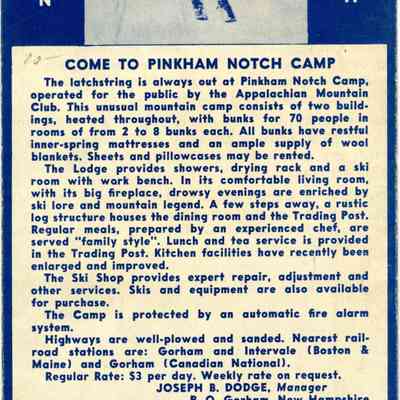 N H
10-
COME TO PINKHAM NOTCH CAMP
The latchstring is always out at Pinkham Notch Camp,
operated for the public by the Appalachian Mountain
Club. This unusual mountain camp consists of two build-
ings, heated throughout, with bunks for 70 people in
rooms of from 2 to 8 bunks each. All bunks have restful
inner-spring mattresses and an ample supply of wool
blankets. Sheets and pillowcases may be rented.
The Lodge provides showers, drying rack and a ski
room with work bench. In its comfortable living room,
with its big fireplace, drowsy evenings are enriched by
ski lore and mountain legend. A few steps away, a rustic
log structure houses the dining room and the Trading Post.
Regular meals, prepared by an experienced chef, are
served "family style". Lunch and tea service is provided
in the Trading Post. Kitchen facilities have recently been
enlarged and improved.
The Ski Shop provides expert repair, adjustment and
other services. Skis and equipment are also available
for purchase.
The Camp is protected by an automatic fire alarm
system.
Highways are well-plowed and sanded. Nearest rail-
road stations are: Gorham and Intervale (Boston &
Maine) and Gorham (Canadian National).
Regular Rate: $3 per day. Weekly rate on request.
JOSEPH B. DODGE, Manager
P. O. Gorham, New Hampshire